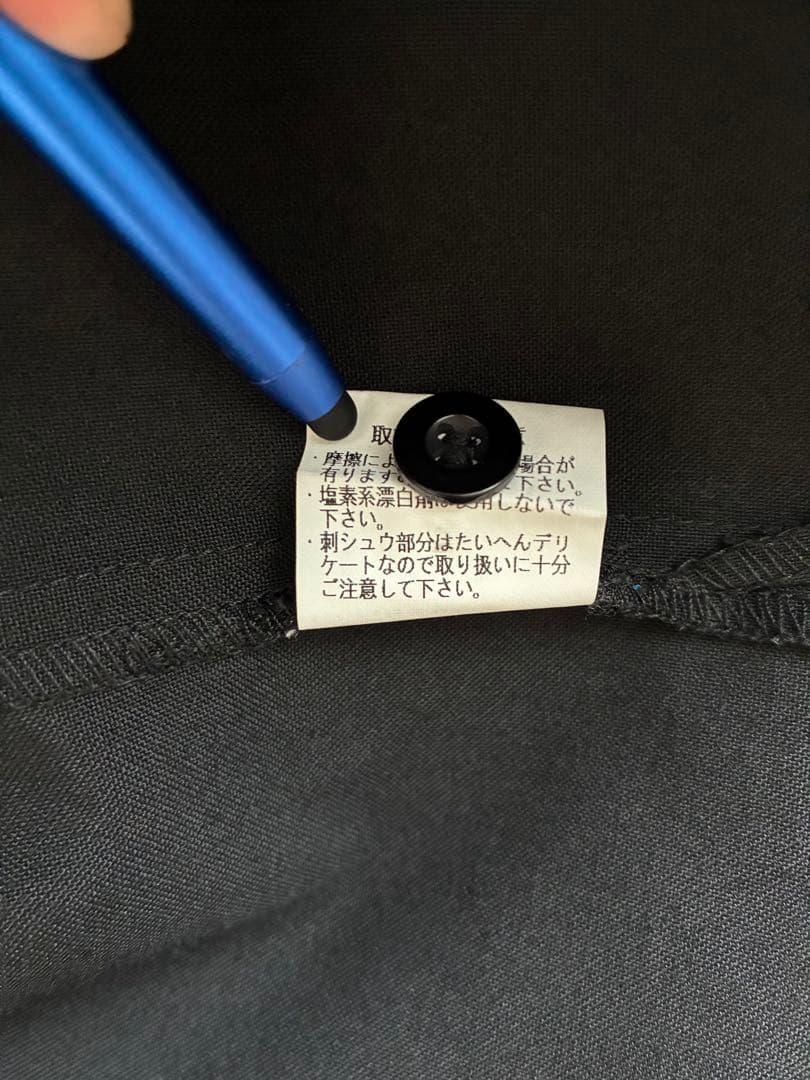 取
・摩擦によ 場合が
有ります 下さい。
・塩素系漂白剤は使用しないで
下さい。
・刺シュウ部分はたいへんデリ
ケートなので取り扱いに十分
ご注意して下さい。